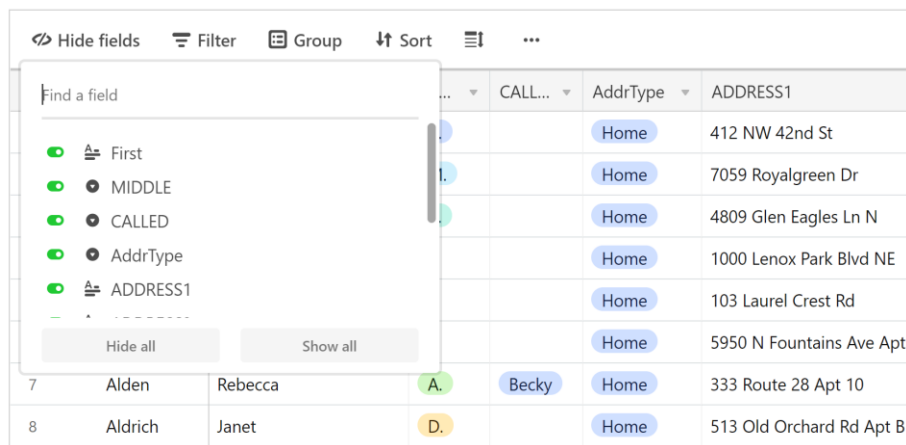 Hide fields Filter Group Sort ...
Find a field
First
MIDDLE
CALLED
AddrType
ADDRESS1
Hide all Show all
... CALL... AddrType ADDRESS1
Home 412 NW 42nd St
Home 7059 Royalgreen Dr
Home 4809 Glen Eagles Ln N
Home 1000 Lenox Park Blvd NE
Home 103 Laurel Crest Rd
Home 5950 N Fountains Ave Apt
7 Alden Rebecca A. Becky Home 333 Route 28 Apt 10
8 Aldrich Janet D. Home 513 Old Orchard Rd Apt B